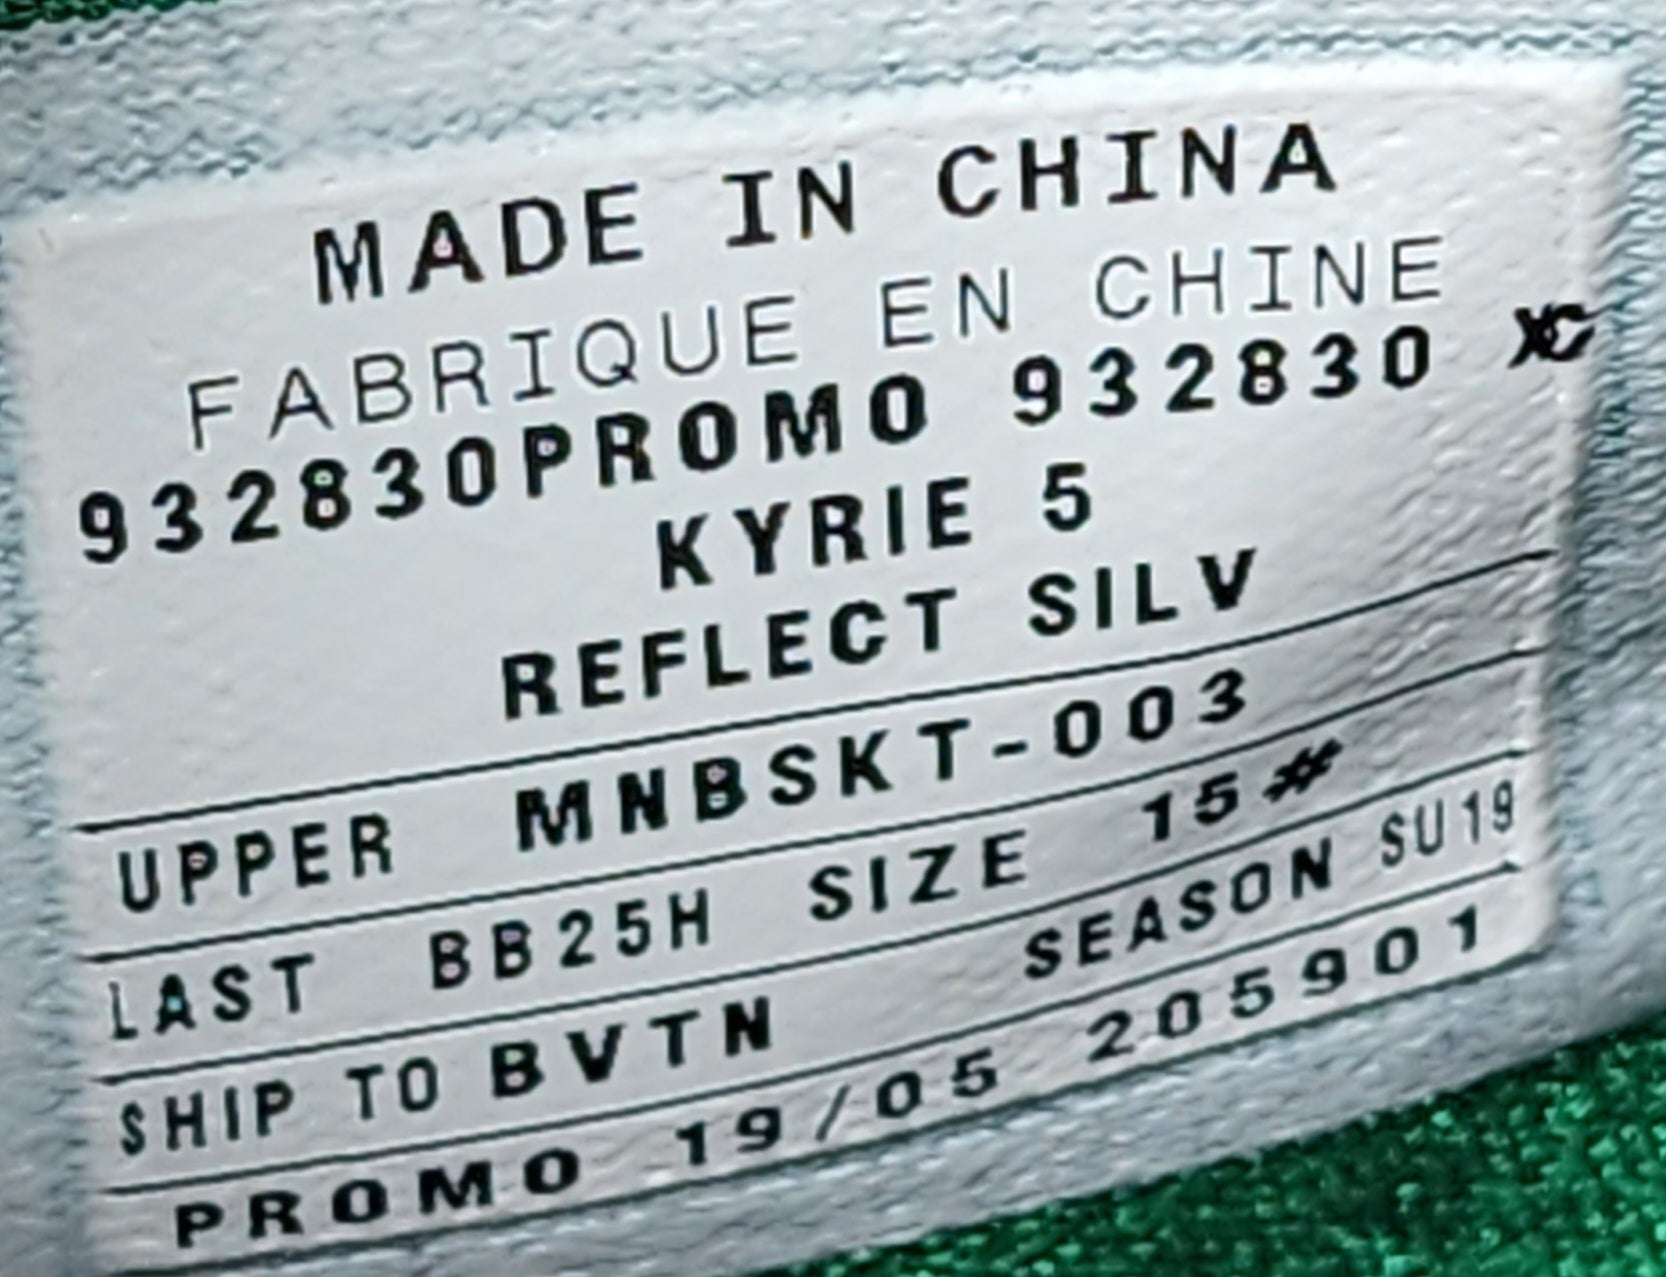 MADE IN CHINA
FABRIQUE EN CHINE
932830PROMO 932830 XC
KYRIE 5
REFLECT SILV
UPPER MNBSKT-003
LAST BB25H SIZE 15#
SHIP TO BVTN SEASON SU19
PROMO 19/05 205901